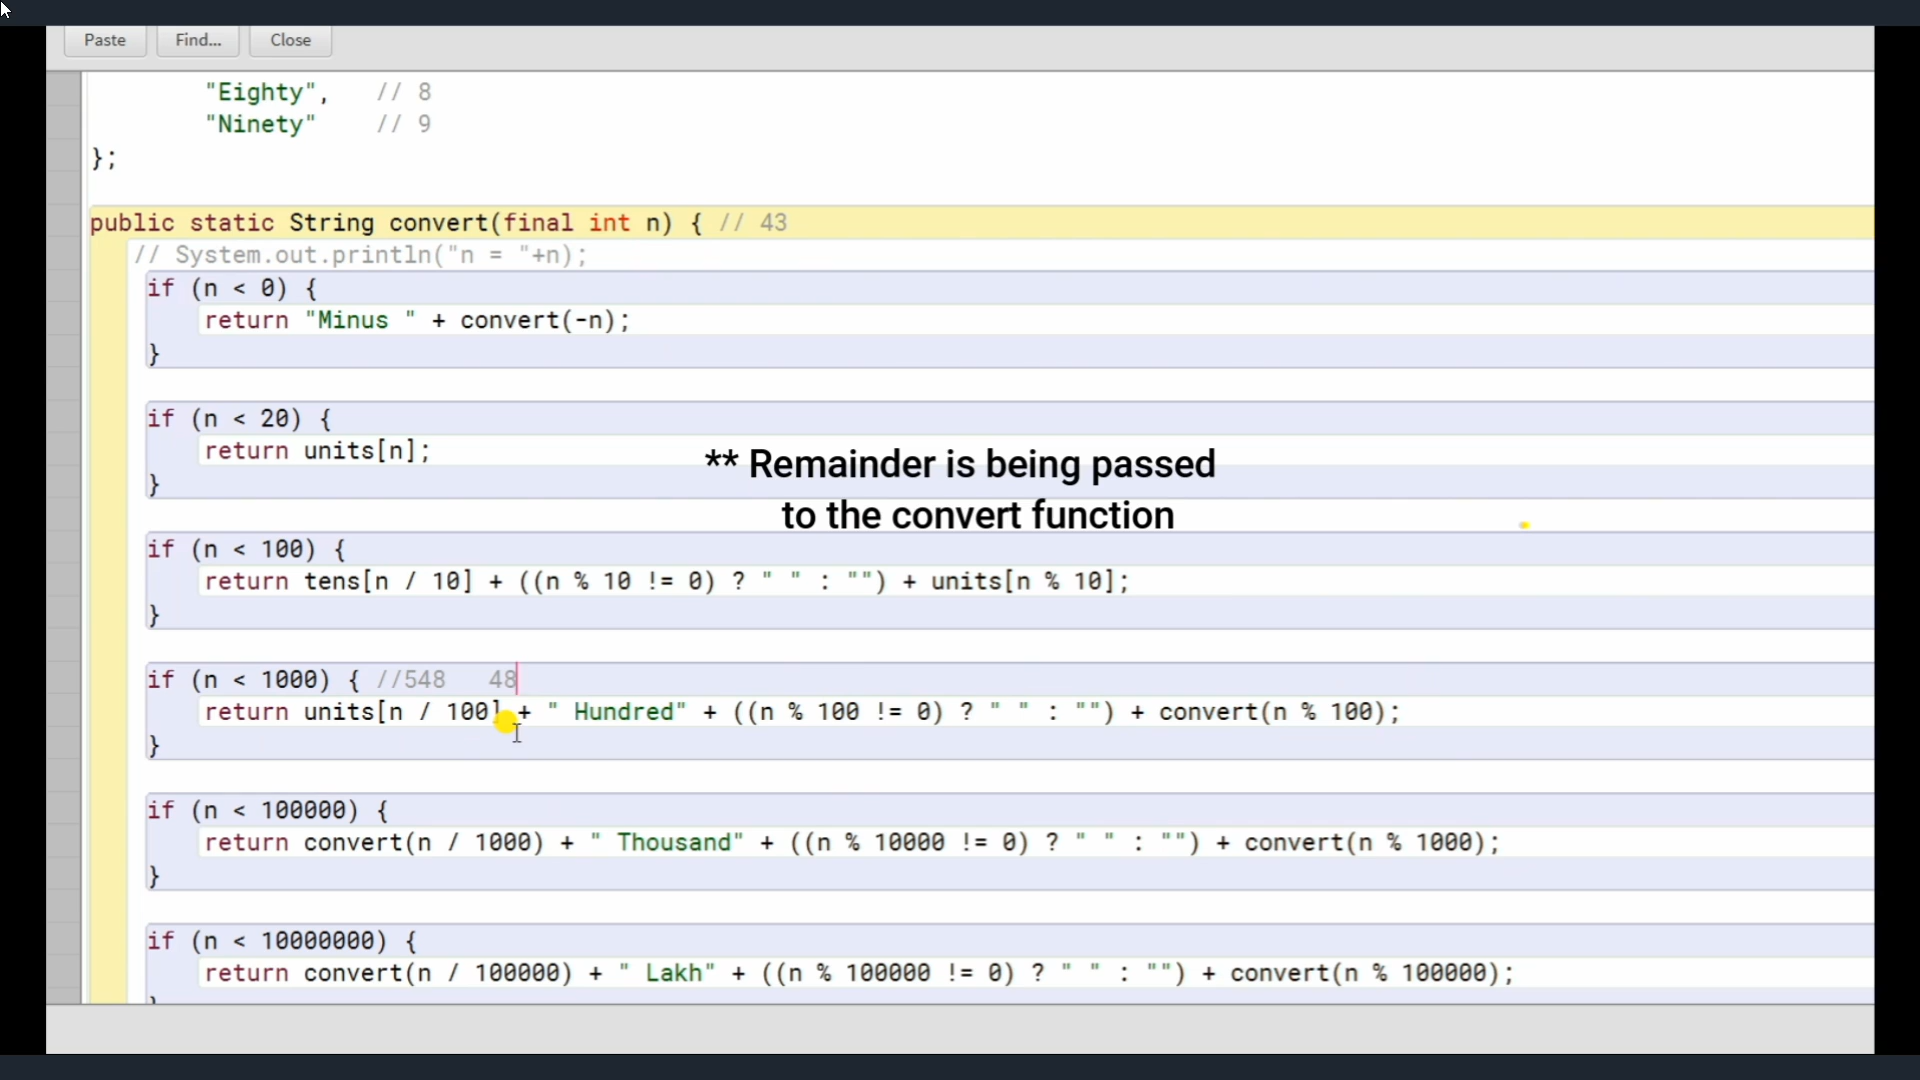 Paste Find... Close
"Eighty", // 8
"Ninety" // 9
};
public static String convert(final int n) { // 43
// System.out.println("n = "+n);
if (n < 0) {
return "Minus " + convert(-n);
}
if (n < 20) {
return units[n];
}
** Remainder is being passed
to the convert function
if (n < 100) {
return tens[n / 10] + ((n % 10 != 0) ? " " : "") + units[n % 10];
}
if (n < 1000) { //548 48
return units[n / 100] + " Hundred" + ((n % 100 != 0) ? " " : "") + convert(n % 100);
}
if (n < 100000) {
return convert(n / 1000) + " Thousand" + ((n % 10000 != 0) ? " " : "") + convert(n % 1000);
}
if (n < 10000000) {
return convert(n / 100000) + " Lakh" + ((n % 100000 != 0) ? " " : "") + convert(n % 100000);